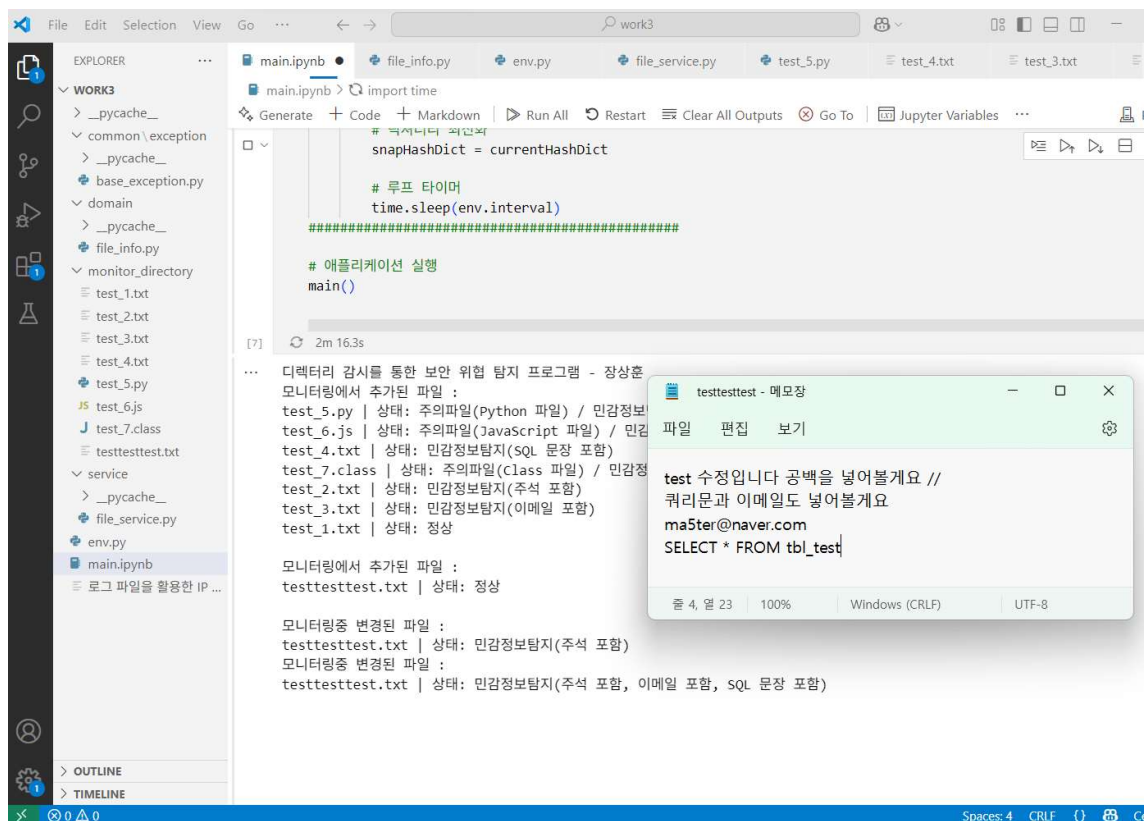 File Edit Selection View Go ··· work3
EXPLORER ···
WORK3
__pycache__
common \ exception
__pycache__
base_exception.py
domain
__pycache__
file_info.py
monitor_directory
test_1.txt
test_2.txt
test_3.txt
test_4.txt
test_5.py
JS test_6.js
J test_7.class
testtesttest.txt
service
__pycache__
file_service.py
env.py
main.ipynb
로그 파일을 활용한 IP ...
OUTLINE
TIMELINE
main.ipynb file_info.py env.py file_service.py test_5.py test_4.txt test_3.txt
main.ipynb > import time
Generate + Code + Markdown Run All Restart Clear All Outputs Go To Jupyter Variables ···
snapHashDict = currentHashDict
# 루프 타이머
time.sleep(env.interval)
###############################################
# 애플리케이션 실행
main()
[7] 2m 16.3s
... 디렉터리 감시를 통한 보안 위협 탐지 프로그램 - 장상훈
모니터링에서 추가된 파일 :
test_5.py | 상태: 주의파일(Python 파일) / 민감정보
test_6.js | 상태: 주의파일(JavaScript 파일) / 민감
test_4.txt | 상태: 민감정보탐지(SQL 문장 포함)
test_7.class | 상태: 주의파일(Class 파일) / 민감정
test_2.txt | 상태: 민감정보탐지(주석 포함)
test_3.txt | 상태: 민감정보탐지(이메일 포함)
test_1.txt | 상태: 정상
모니터링에서 추가된 파일 :
testtesttest.txt | 상태: 정상
모니터링중 변경된 파일 :
testtesttest.txt | 상태: 민감정보탐지(주석 포함)
모니터링중 변경된 파일 :
testtesttest.txt | 상태: 민감정보탐지(주석 포함, 이메일 포함, SQL 문장 포함)
testtesttest - 메모장
파일 편집 보기
test 수정입니다 공백을 넣어볼게요 //
쿼리문과 이메일도 넣어볼게요
ma5ter@naver.com
SELECT * FROM tbl_test
줄 4, 열 23 100% Windows (CRLF) UTF-8
0 0 Spaces: 4 CRLF {}